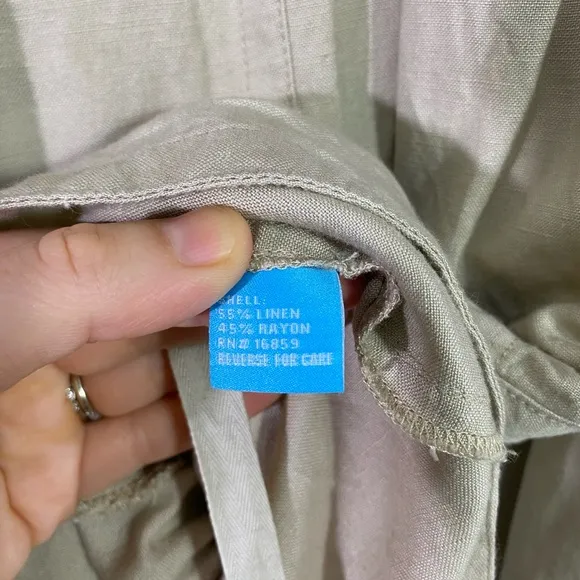 SHELL:
55% LINEN
45% RAYON
RN# 16859
REVERSE FOR CARE